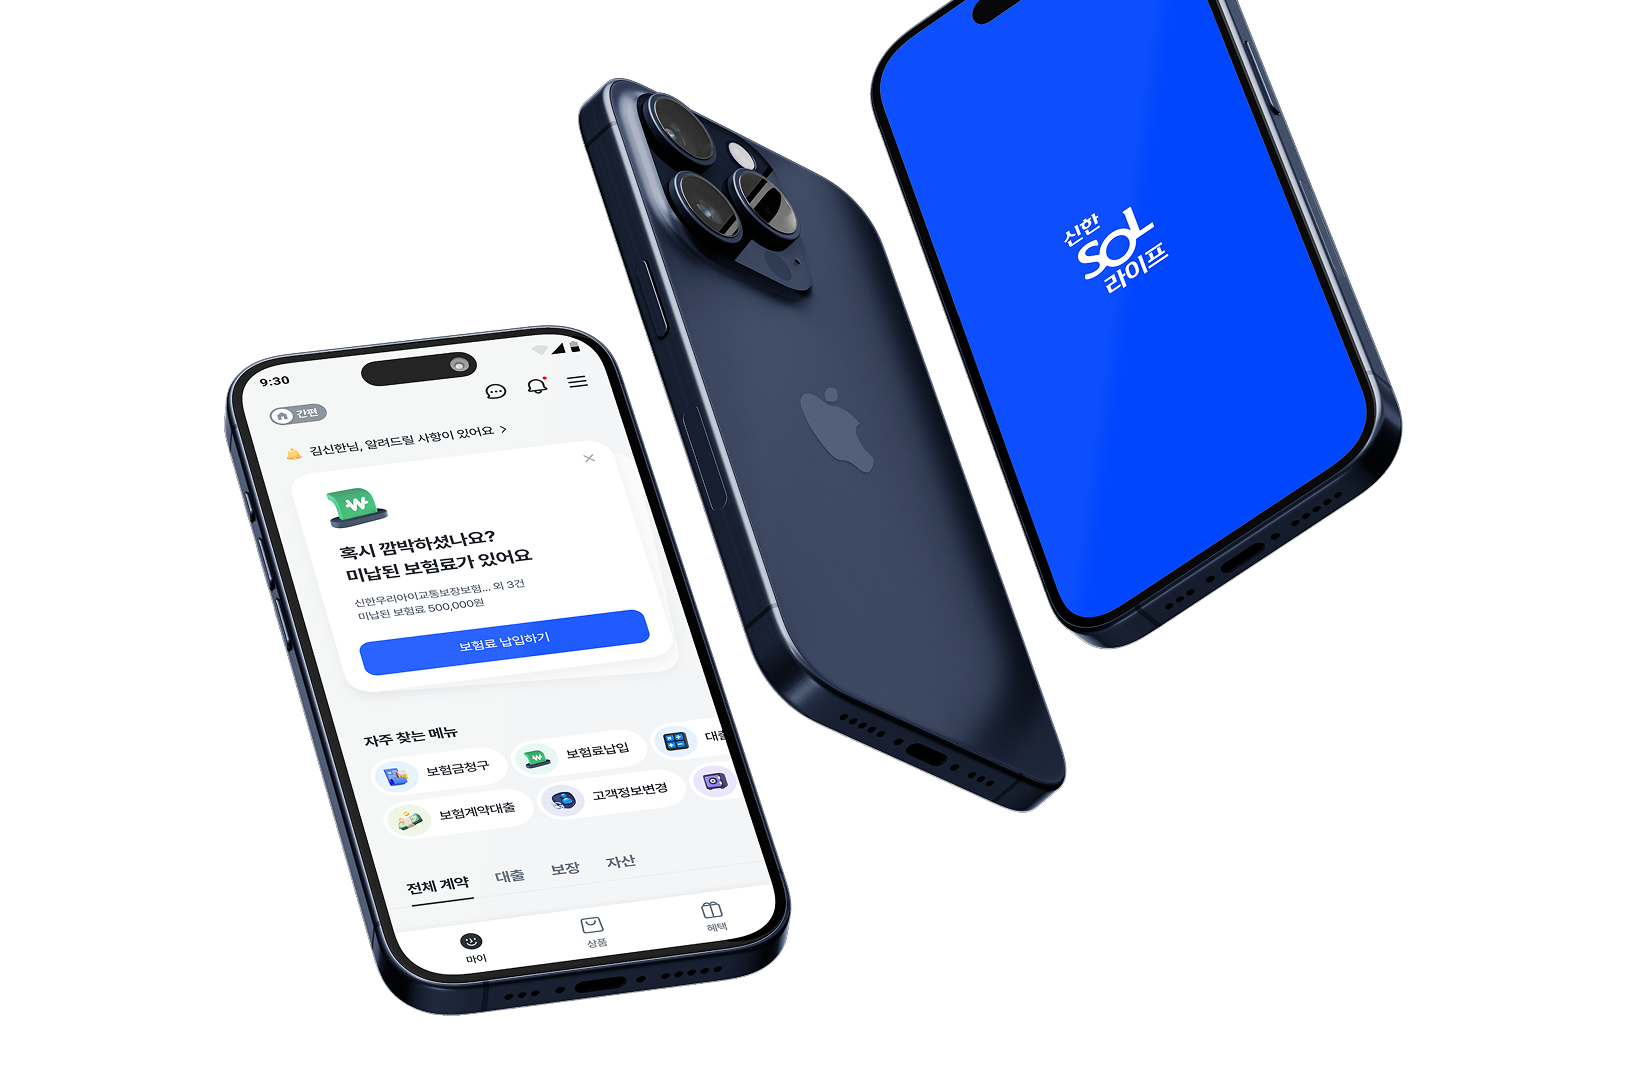 9:30
간편
김신한님, 알려드릴 사항이 있어요
₩
혹시 깜박하셨나요?
미납된 보험료가 있어요
신한우리아이교통보장보험... 외 3건
미납된 보험료 500,000원
보험료 납입하기
자주 찾는 메뉴
보험금청구
보험료납입
대출
보험계약대출
고객정보변경
전체 계약
대출
보장
자산
마이
상품
혜택
신한
SOL
라이프